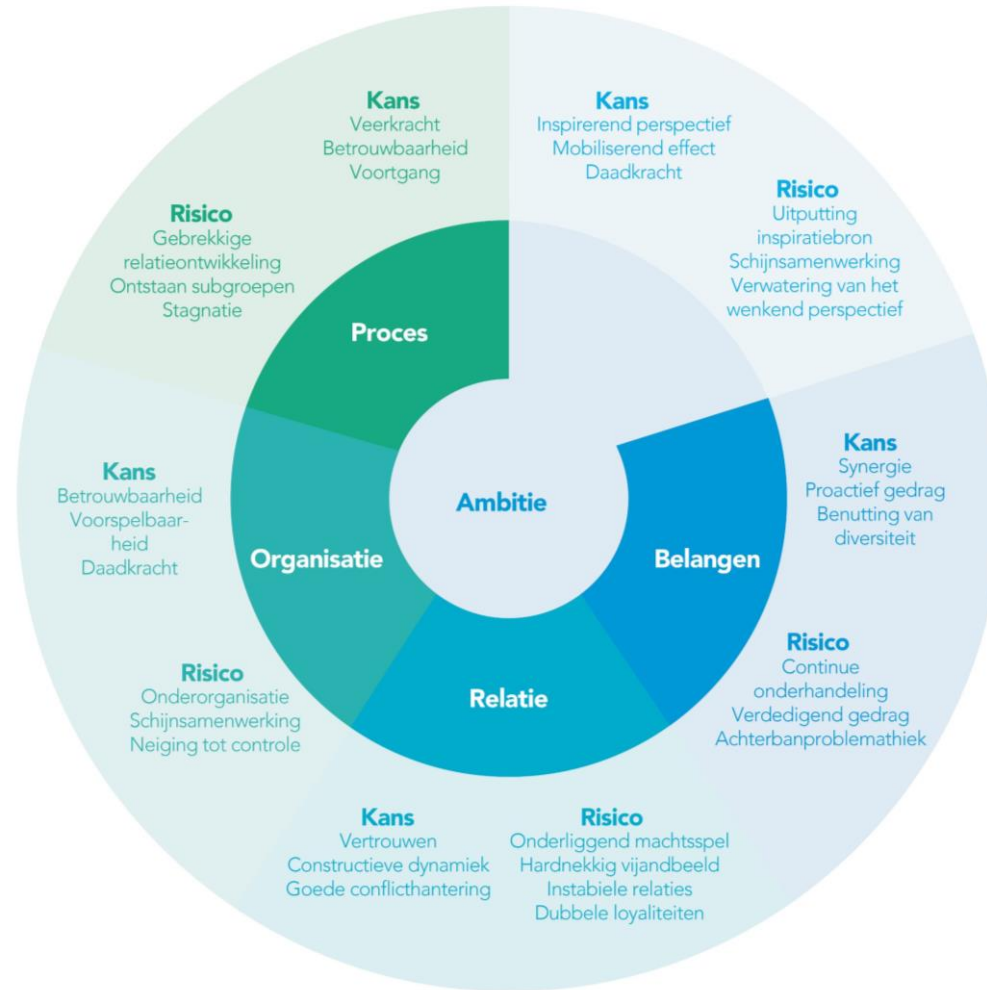 Kans
Inspirerend perspectief
Mobiliserend effect
Daadkracht
Risico
Uitputting
inspiratiebron
Schijnsamenwerking
Verwatering van het
wenkend perspectief
Ambitie
Belangen
Kans
Synergie
Proactief gedrag
Benutting van
diversiteit
Risico
Continue
onderhandeling
Verdedigend gedrag
Achterbanproblemathiek
Relatie
Kans
Vertrouwen
Constructieve dynamiek
Goede conflicthantering
Risico
Onderliggend machtsspel
Hardnekkig vijandbeeld
Instabiele relaties
Dubbele loyaliteiten
Organisatie
Kans
Betrouwbaarheid
Voorspelbaar-
heid
Daadkracht
Risico
Onderorganisatie
Schijnsamenwerking
Neiging tot controle
Proces
Kans
Veerkracht
Betrouwbaarheid
Voortgang
Risico
Gebrekkige
relatieontwikkeling
Ontstaan subgroepen
Stagnatie